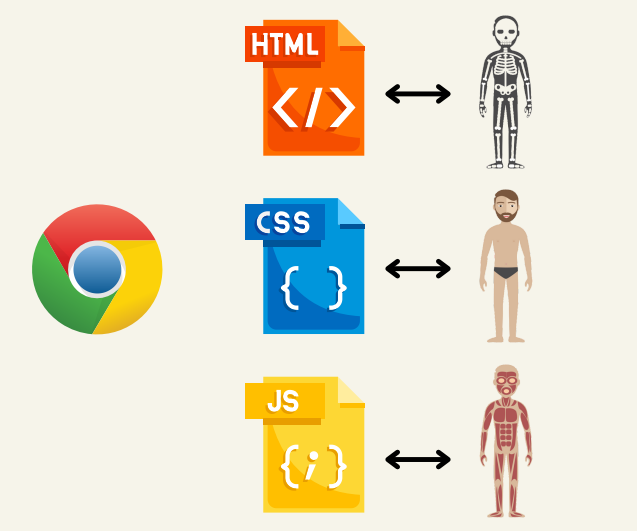 HTML
</>
CSS
{ }
JS
{;}